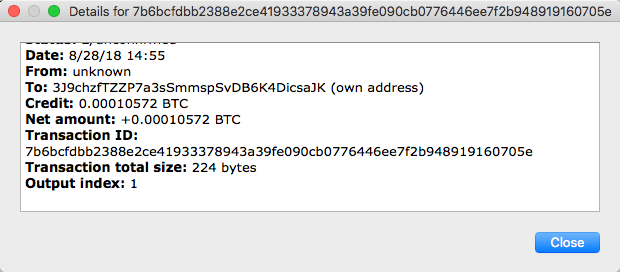 Details for 7b6bcfdbb2388e2ce41933378943a39fe090cb0776446ee7f2b948919160705e
Date: 8/28/18 14:55
From: unknown
To: 3J9chzfTZZP7a3sSmmspSvDB6K4DicsaJK (own address)
Credit: 0.00010572 BTC
Net amount: +0.00010572 BTC
Transaction ID:
7b6bcfdbb2388e2ce41933378943a39fe090cb0776446ee7f2b948919160705e
Transaction total size: 224 bytes
Output index: 1
Close